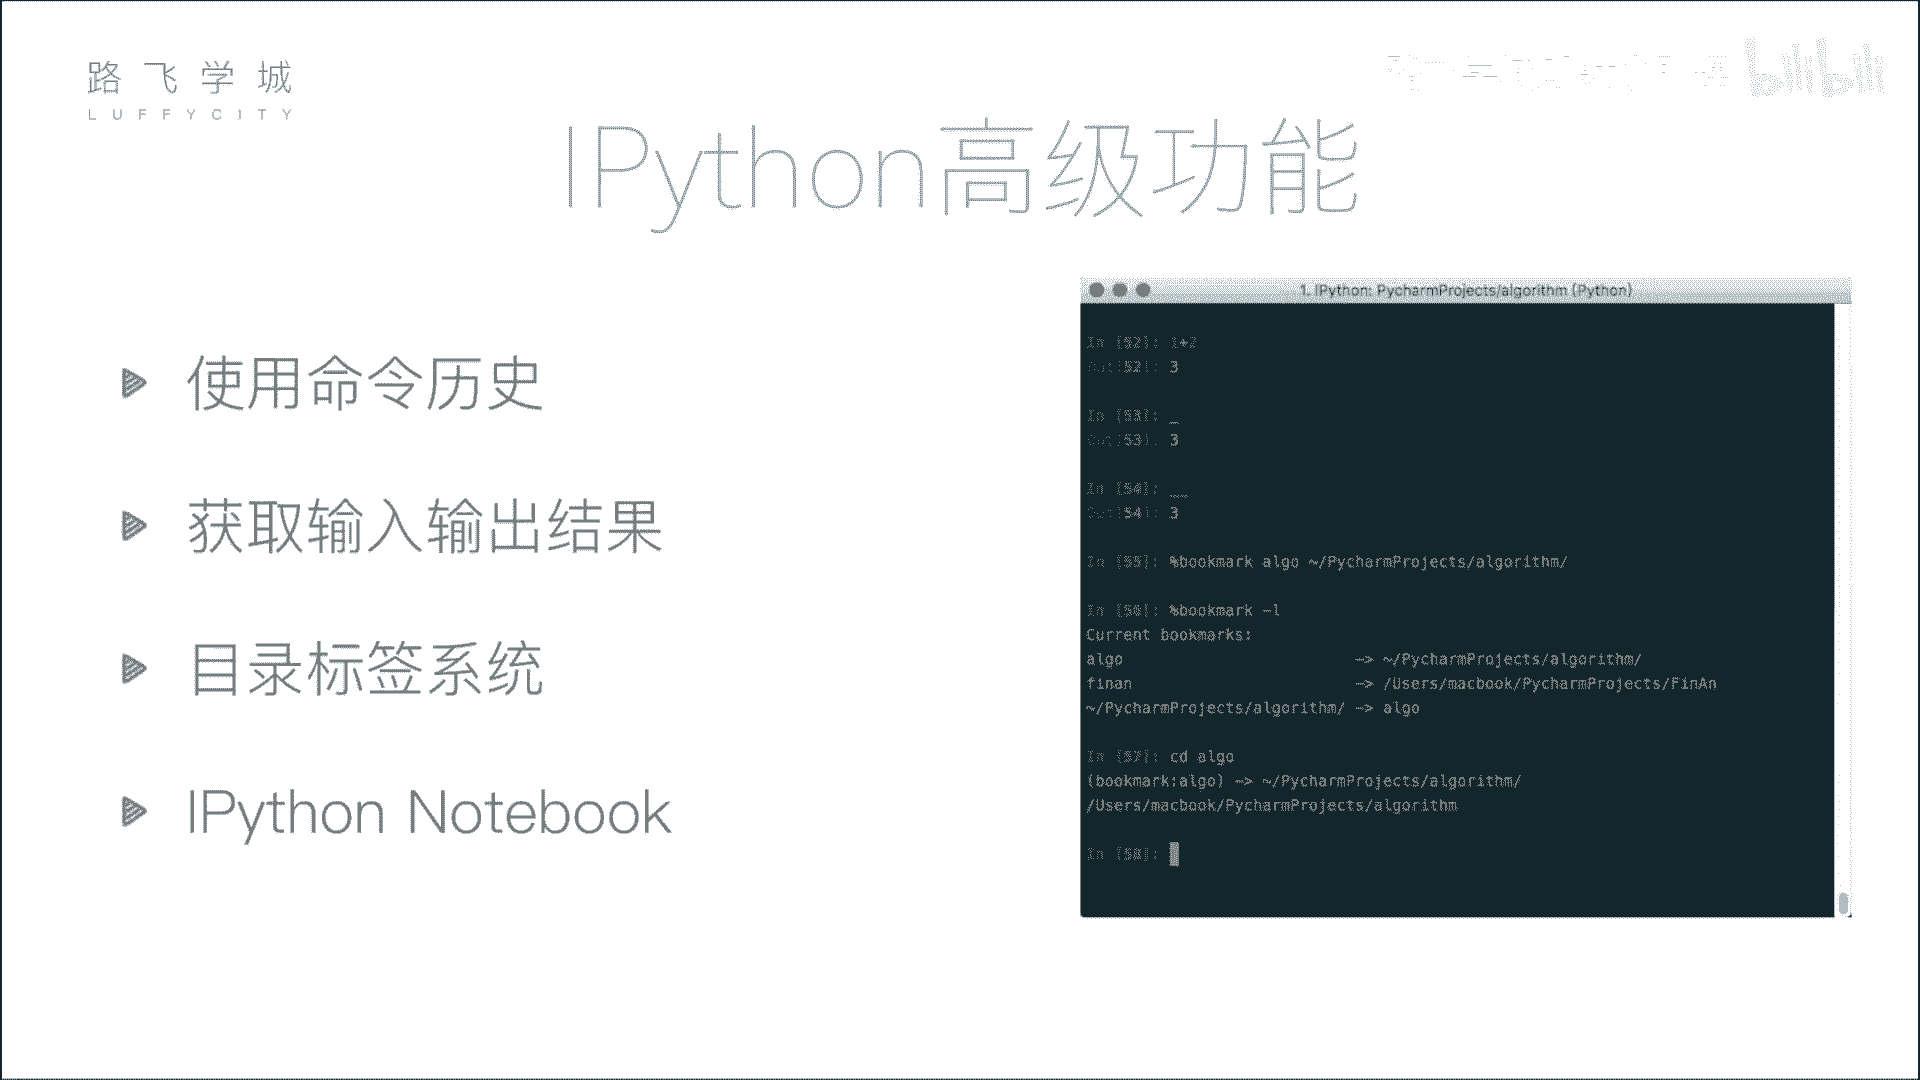 路飞学城
LUFFYCITY
bilibili
IPython高级功能
使用命令历史
获取输入输出结果
目录标签系统
IPython Notebook
1. IPython: PycharmProjects/algorithm (Python)
In [52]: 1+2
Out[52]: 3
In [53]: _
Out[53]: 3
In [54]: __
Out[54]: 3
In [55]: %bookmark algo ~/PycharmProjects/algorithm/
In [56]: %bookmark -l
Current bookmarks:
algo -> ~/PycharmProjects/algorithm/
finan -> /Users/macbook/PycharmProjects/FinAn
~/PycharmProjects/algorithm/ -> algo
In [57]: cd algo
(bookmark:algo) -> ~/PycharmProjects/algorithm/
/Users/macbook/PycharmProjects/algorithm
In [58]: